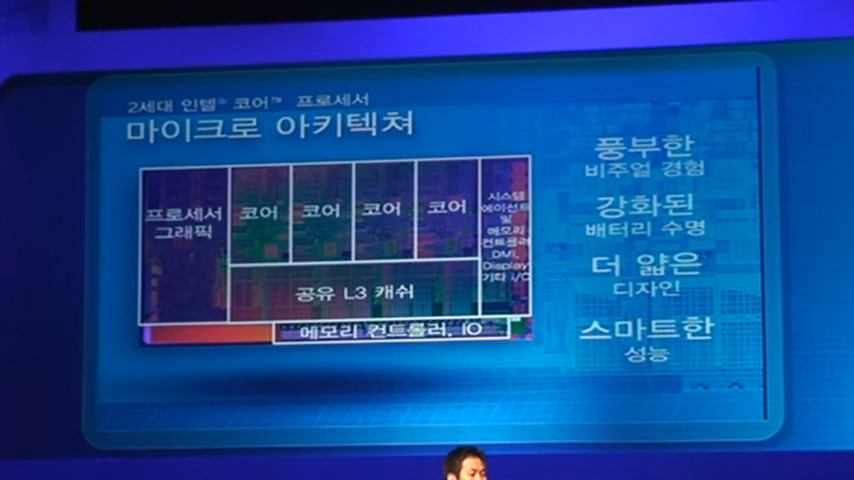 2세대 인텔® 코어™ 프로세서
마이크로 아키텍쳐
프로세서
그래픽
코어
코어
코어
코어
시스템
에이전트
및
메모리
컨트롤러
DMI,
Display
기타 I/O
공유 L3 캐쉬
메모리 컨트롤러, IO
풍부한
비주얼 경험
강화된
배터리 수명
더 얇은
디자인
스마트한
성능